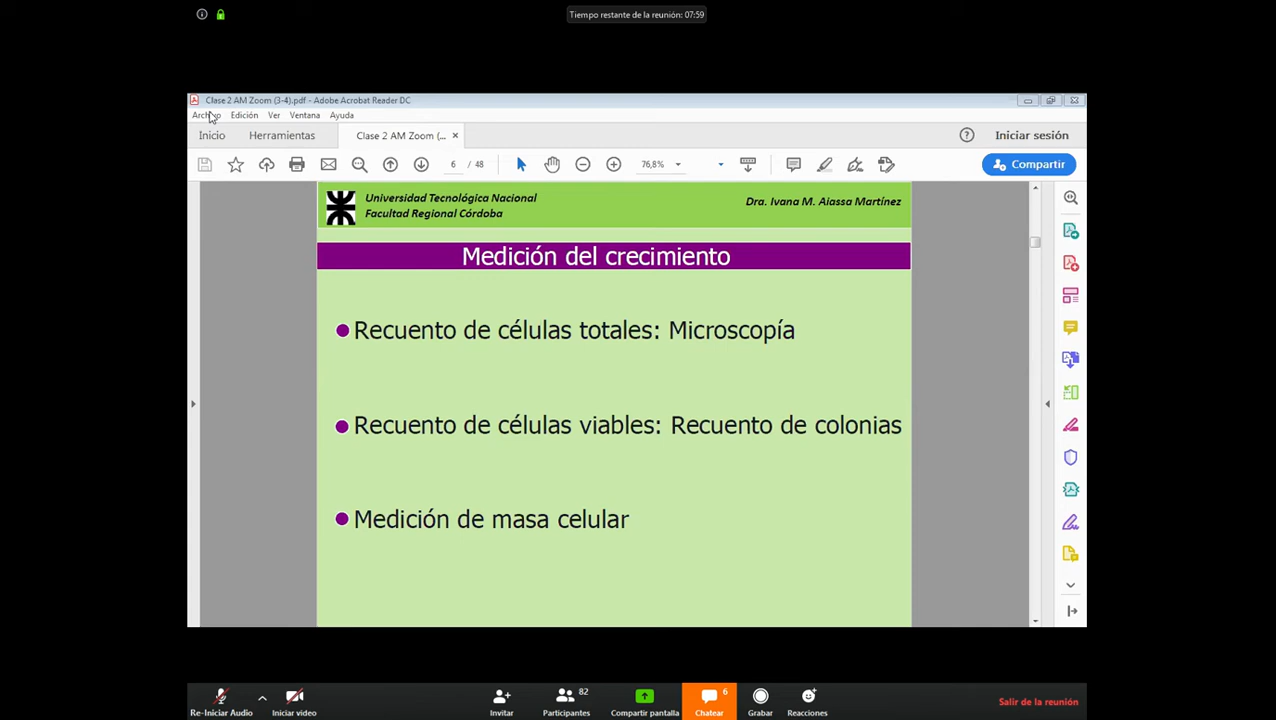 Tiempo restante de la reunión: 07:59
Clase 2 AM Zoom (3-4).pdf - Adobe Acrobat Reader DC
Archivo Edición Ver Ventana Ayuda
Inicio Herramientas Clase 2 AM Zoom (... × Iniciar sesión
6 / 48 76,8% Compartir
Universidad Tecnológica Nacional Dra. Ivana M. Aiassa Martínez
Facultad Regional Córdoba
Medición del crecimiento
Recuento de células totales: Microscopía
Recuento de células viables: Recuento de colonias
Medición de masa celular
82 6
Re-Iniciar Audio Iniciar video Invitar Participantes Compartir pantalla Chatear Grabar Reacciones Salir de la reunión